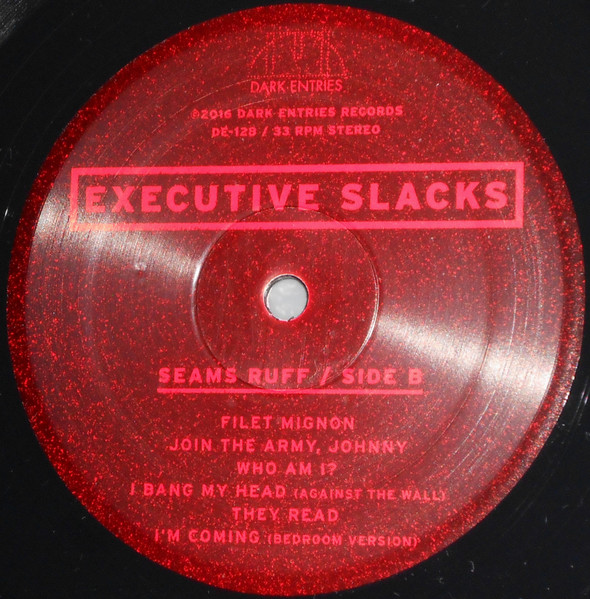 DARK ENTRIES
℗2016 DARK ENTRIES RECORDS
DE-128 / 33 RPM STEREO
EXECUTIVE SLACKS
SEAMS RUFF / SIDE B
FILET MIGNON
JOIN THE ARMY, JOHNNY
WHO AM I?
I BANG MY HEAD (AGAINST THE WALL)
THEY READ
I'M COMING (BEDROOM VERSION)